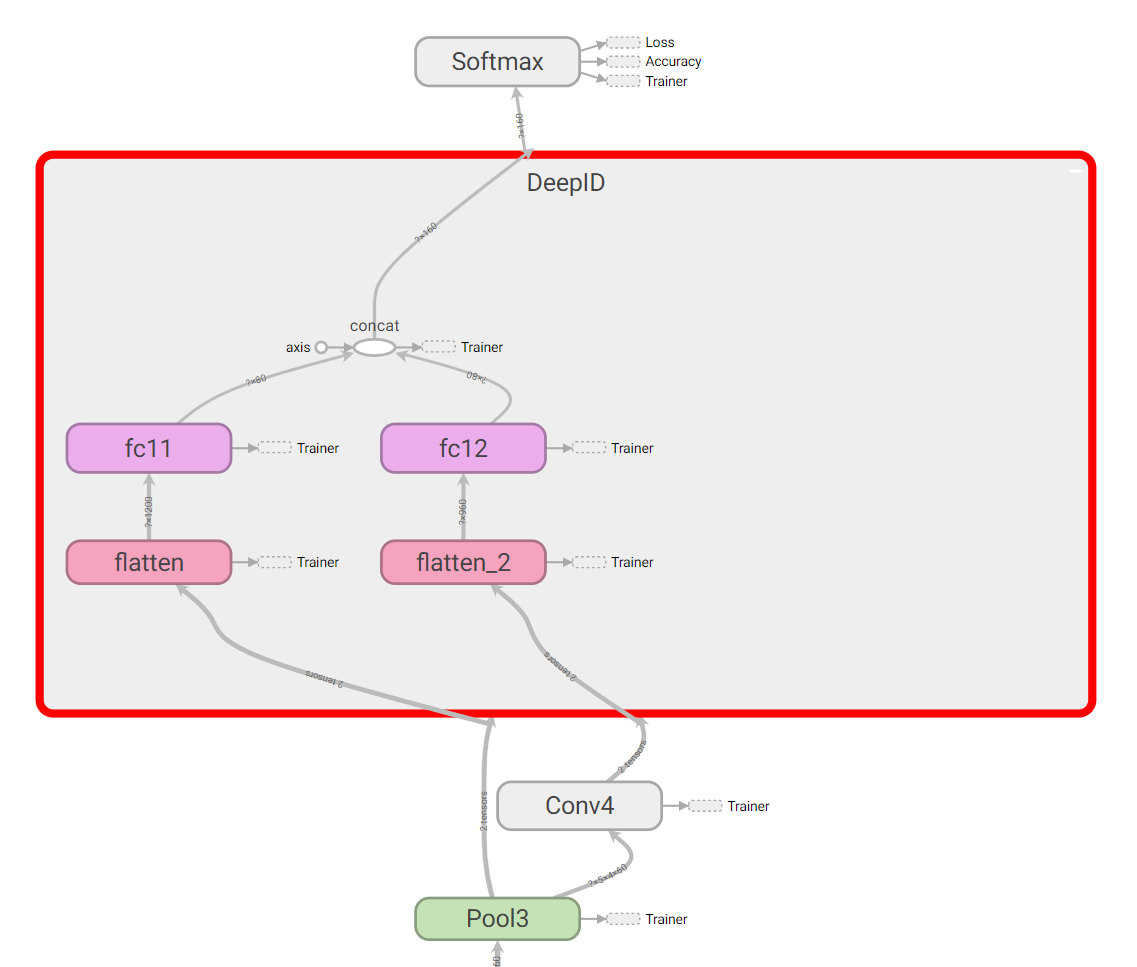 Softmax
Loss
Accuracy
Trainer
?×160
DeepID
?×160
concat
axis
Trainer
?×80
?×80
fc11
Trainer
fc12
Trainer
?×1200
?×960
flatten
Trainer
flatten_2
Trainer
2 tensors
2 tensors
2 tensors
2 tensors
Conv4
Trainer
?×5×4×60
Pool3
Trainer
60